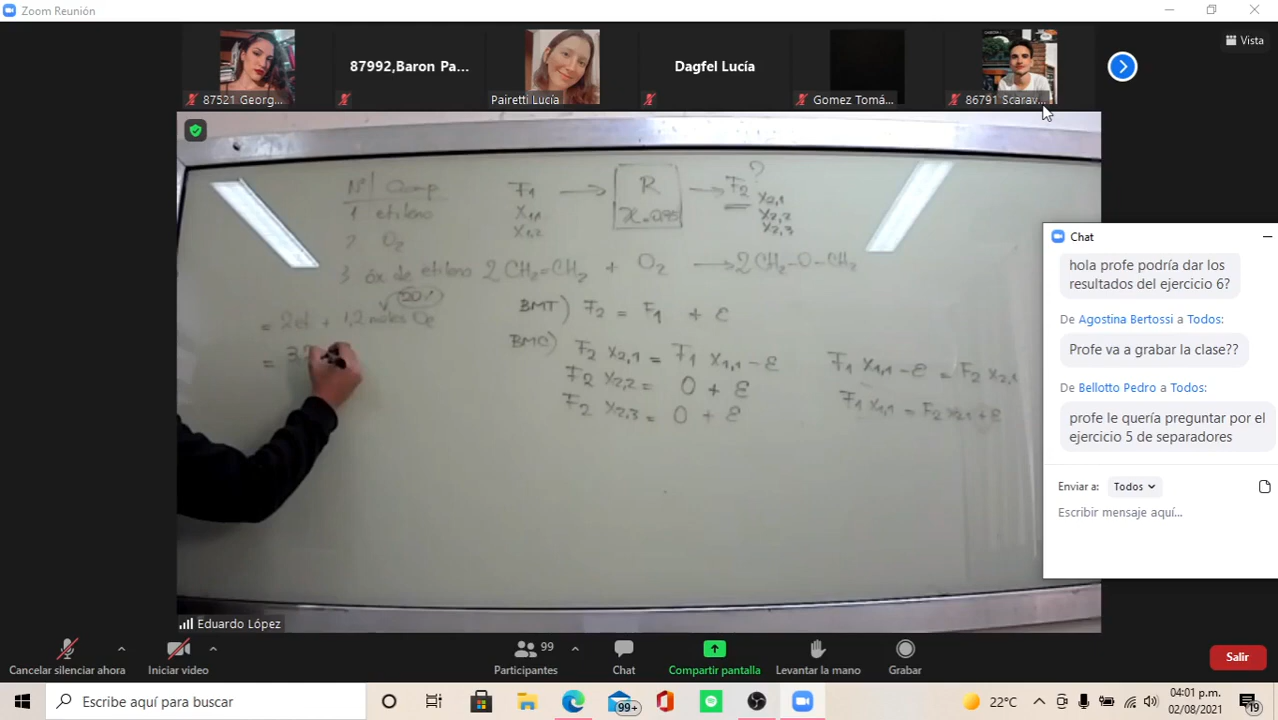 Zoom Reunión
Vista
87521 Georg...
87992,Baron Pa...
Pairetti Lucía
Dagfel Lucía
Gomez Tomá...
86791 Scarav...
Nº | Comp
1 etileno
O₂
3 óx de etileno
F₁ → R → F₂ ?
X₁,₁
X₁,₂
X₂,₁
X₂,₂
X₂,₃
2 CH₂=CH₂ + O₂ → 2 CH₂-O-CH₂
(20%)
= 2et + 1,2 moles
BMT) F₂ = F₁ + ε
BMC) F₂ X₂,₁ = F₁ X₁,₁ - ε
F₂ X₂,₂ = 0 + ε
F₂ X₂,₃ = 0 + ε
F₁ X₁,₁ - ε = F₂ X₂,₁
F₁ X₁,₁ = F₂ X₂,₁ + ε
Eduardo López
Chat
hola profe podría dar los
resultados del ejercicio 6?
De Agostina Bertossi a Todos:
Profe va a grabar la clase??
De Bellotto Pedro a Todos:
profe le quería preguntar por el
ejercicio 5 de separadores
Enviar a: Todos
Escribir mensaje aquí...
Cancelar silenciar ahora
Iniciar video
99
Participantes
Chat
Compartir pantalla
Levantar la mano
Grabar
Salir
Escribe aquí para buscar
99+
22°C
04:01 p.m.
02/08/2021
19